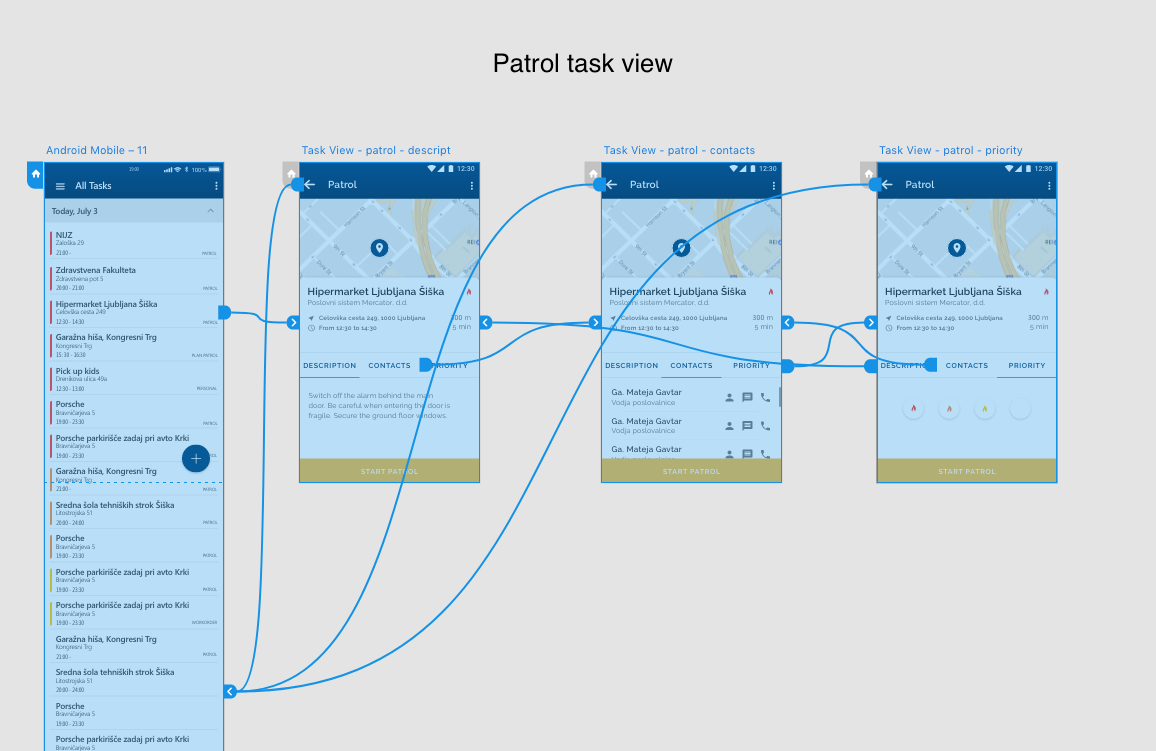 Patrol task view
Android Mobile – 11
100%
All Tasks
Today, July 3
NIJZ
Zaloška 29
21:00 -
PATROL
Zdravstvena Fakulteta
Zdravstvena pot 5
20:00 - 21:00
PATROL
Hipermarket Ljubljana Šiška
Celovška cesta 249
12:30 - 14:30
PATROL
Garažna hiša, Kongresni Trg
Kongresni Trg
15:30 - 16:30
PLAN PATROL
Pick up kids
Drenikova ulica 49a
12:30 - 13:00
PERSONAL
Porsche
Bravničarjeva 5
19:00 - 23:30
PATROL
Porsche parkirišče zadaj pri avto Krki
Bravničarjeva 5
19:00 - 23:30
Garažna hiša, Kongresni Trg
Kongresni Trg
21:00 -
PATROL
Sredna šola tehniških strok Šiška
Litostrojska 51
20:00 - 24:00
PATROL
Porsche
Bravničarjeva 5
19:00 - 23:30
PATROL
Porsche parkirišče zadaj pri avto Krki
Bravničarjeva 5
19:00 - 23:30
PATROL
Porsche parkirišče zadaj pri avto Krki
Bravničarjeva 5
19:00 - 23:30
WORKORDER
Garažna hiša, Kongresni Trg
Kongresni Trg
21:00 -
PATROL
Sredna šola tehniških strok Šiška
Litostrojska 51
20:00 - 24:00
Porsche
Bravničarjeva 5
19:00 - 23:30
Porsche parkirišče zadaj pri avto Krki
Bravničarjeva 5
Task View - patrol - descript
12:30
Patrol
Hipermarket Ljubljana Šiška
Poslovni sistem Mercator, d.d.
Celovška cesta 249, 1000 Ljubljana 300 m
From 12:30 to 14:30 5 min
DESCRIPTION CONTACTS PRIORITY
Switch off the alarm behind the main
door. Be careful when entering the door is
fragile. Secure the ground floor windows.
START PATROL
Task View - patrol - contacts
12:30
Patrol
Hipermarket Ljubljana Šiška
Poslovni sistem Mercator, d.d.
Celovška cesta 249, 1000 Ljubljana 300 m
From 12:30 to 14:30 5 min
DESCRIPTION CONTACTS PRIORITY
Ga. Mateja Gavtar
Vodja poslovalnice
Ga. Mateja Gavtar
Vodja poslovalnice
Ga. Mateja Gavtar
START PATROL
Task View - patrol - priority
12:30
Patrol
Hipermarket Ljubljana Šiška
Poslovni sistem Mercator, d.d.
Celovška cesta 249, 1000 Ljubljana 300 m
From 12:30 to 14:30 5 min
DESCRIPTION CONTACTS PRIORITY
START PATROL